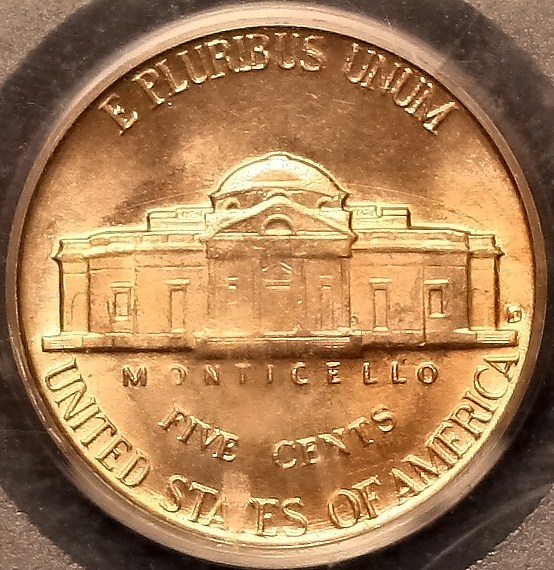 E PLURIBUS UNUM
D
MONTICELLO
FIVE CENTS
UNITED STATES OF AMERICA